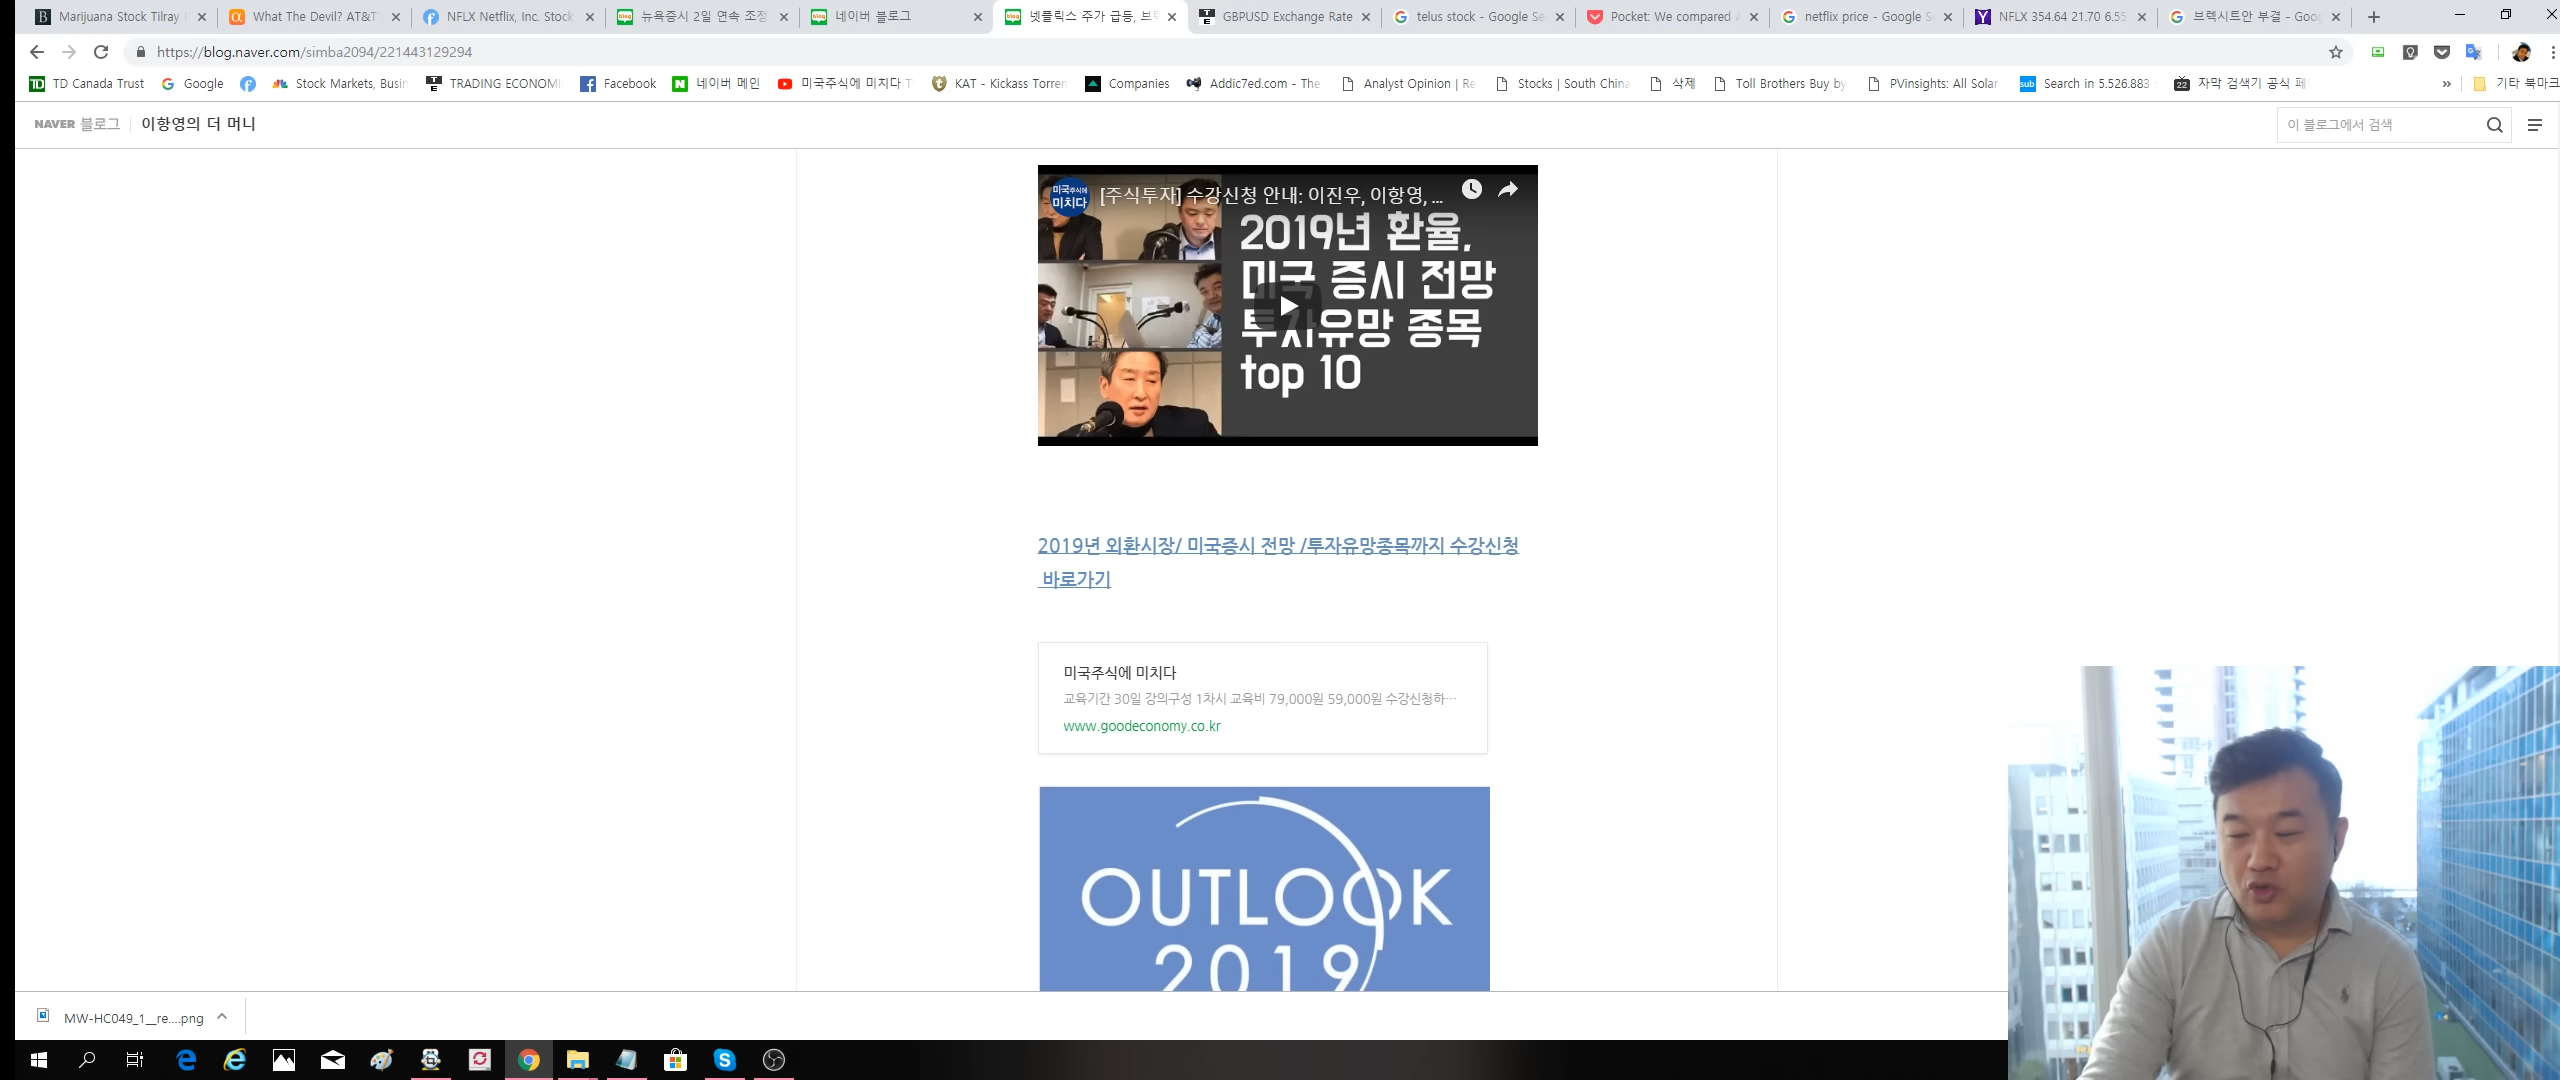 Marijuana Stock Tilray
What The Devil? AT&T
NFLX Netflix, Inc. Stock
뉴욕증시 2일 연속 조정
네이버 블로그
넷플릭스 주가 급등, 브
GBPUSD Exchange Rate
telus stock - Google Se
Pocket: We compared
netflix price - Google S
NFLX 354.64 21.70 6.55
브렉시트안 부결 - Goog
https://blog.naver.com/simba2094/221443129294
TD Canada Trust
Google
Stock Markets, Busin
TRADING ECONOMI
Facebook
네이버 메인
미국주식에 미치다 T
KAT - Kickass Torren
Companies
Addic7ed.com - The
Analyst Opinion | Re
Stocks | South China
삭제
Toll Brothers Buy by
PVinsights: All Solar
Search in 5.526.883
자막 검색기 공식 페
»
기타 북마크
NAVER 블로그
이항영의 더 머니
이 블로그에서 검색
미국주식에
미치다
[주식투자] 수강신청 안내: 이진우, 이항영, ...
2019년 환율,
미국 증시 전망
투자유망 종목
top 10
2019년 외환시장/ 미국증시 전망 /투자유망종목까지 수강신청
바로가기
미국주식에 미치다
교육기간 30일 강의구성 1차시 교육비 79,000원 59,000원 수강신청하…
www.goodeconomy.co.kr
OUTLOOK
2019
MW-HC049_1__re....png